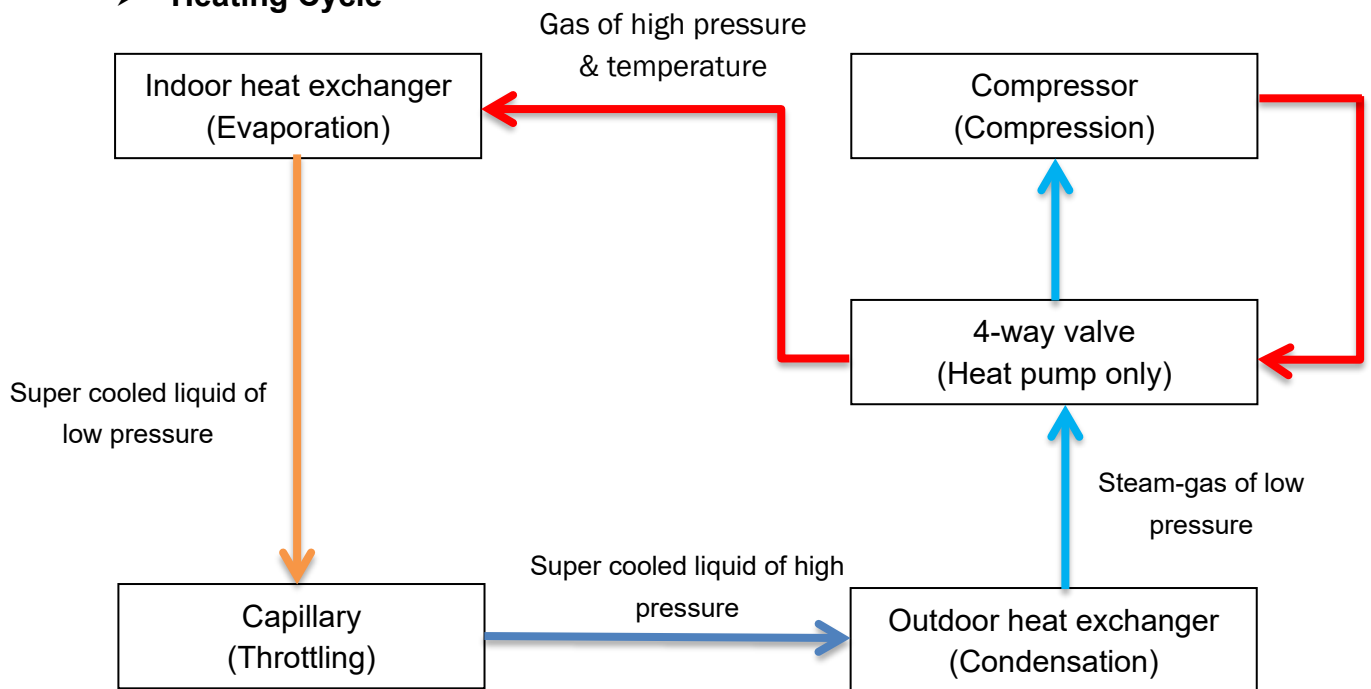 ➢ Heating Cycle
Gas of high pressure
& temperature
Indoor heat exchanger
(Evaporation)
Compressor
(Compression)
4-way valve
(Heat pump only)
Super cooled liquid of
low pressure
Steam-gas of low
pressure
Super cooled liquid of high
pressure
Capillary
(Throttling)
Outdoor heat exchanger
(Condensation)